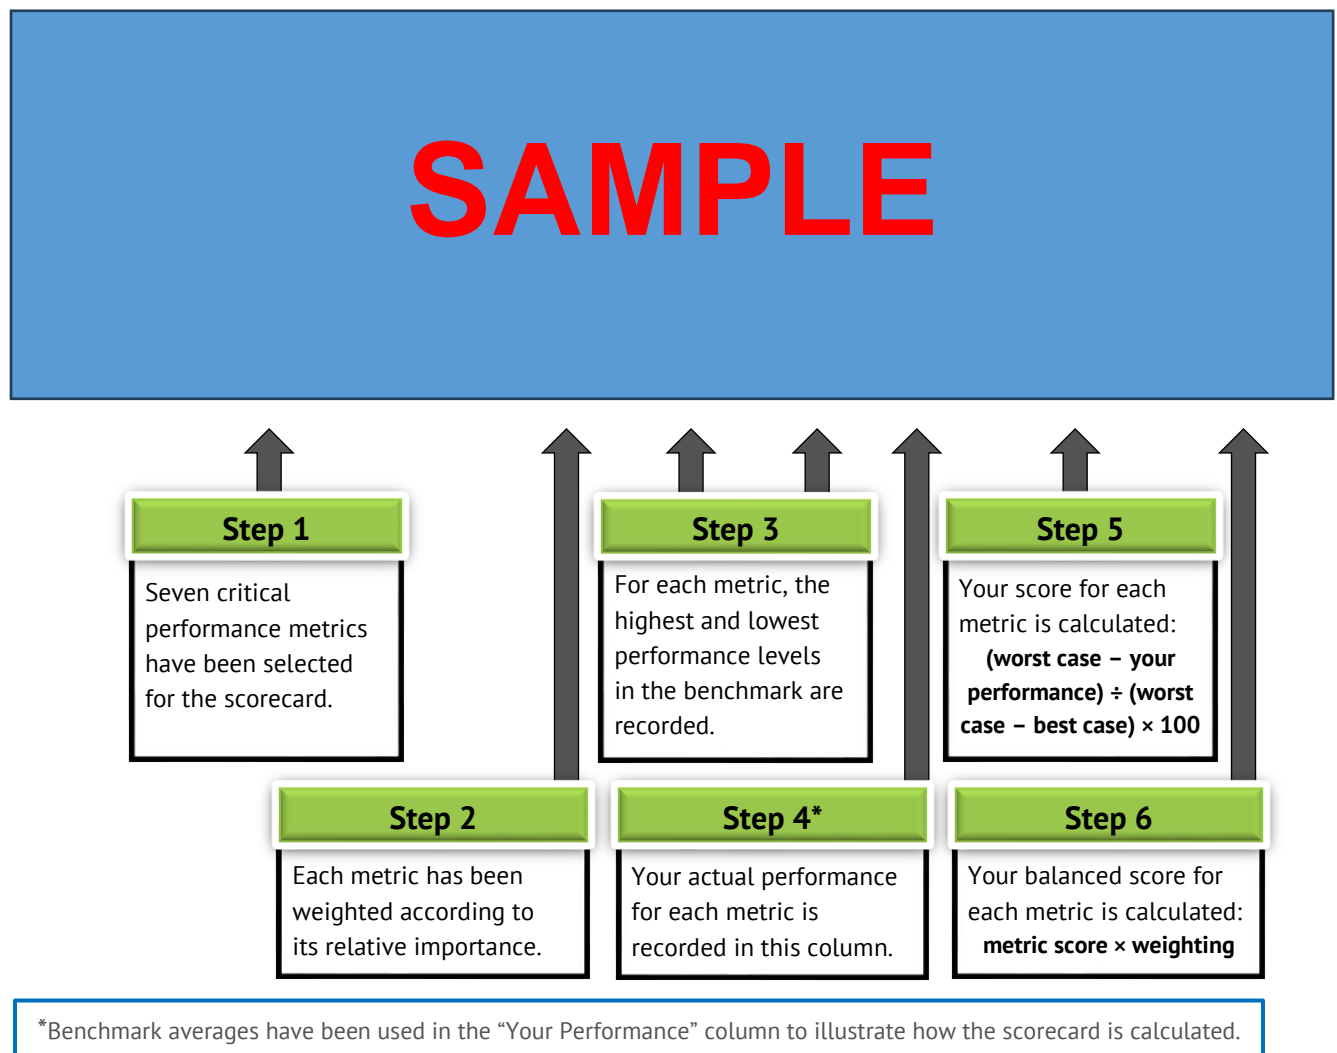 SAMPLE
Step 1
Seven critical
performance metrics
have been selected
for the scorecard.
Step 3
For each metric, the
highest and lowest
performance levels
in the benchmark are
recorded.
Step 5
Your score for each
metric is calculated:
(worst case – your
performance) ÷ (worst
case – best case) × 100
Step 2
Each metric has been
weighted according to
its relative importance.
Step 4*
Your actual performance
for each metric is
recorded in this column.
Step 6
Your balanced score for
each metric is calculated:
metric score × weighting
*Benchmark averages have been used in the “Your Performance” column to illustrate how the scorecard is calculated.